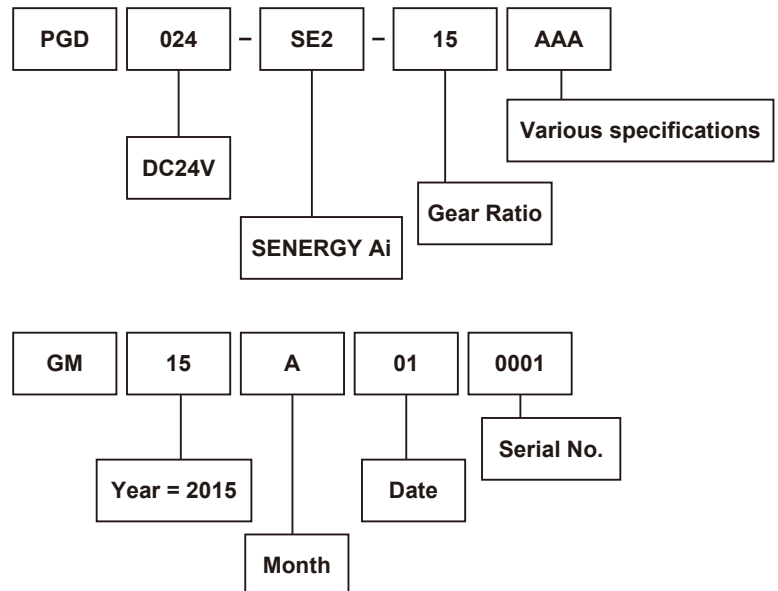 PGD 024 – SE2 – 15 AAA
Various specifications
DC24V
Gear Ratio
SENERGY Ai
GM 15 A 01 0001
Serial No.
Year = 2015
Date
Month